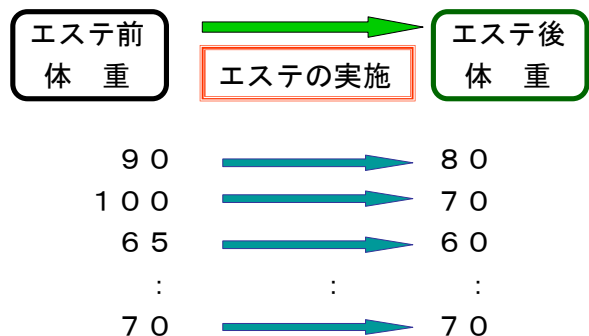 エステ前
体　重
エステの実施
エステ後
体　重
９０ ８０
１００ ７０
６５ ６０
： ： ：
７０ ７０